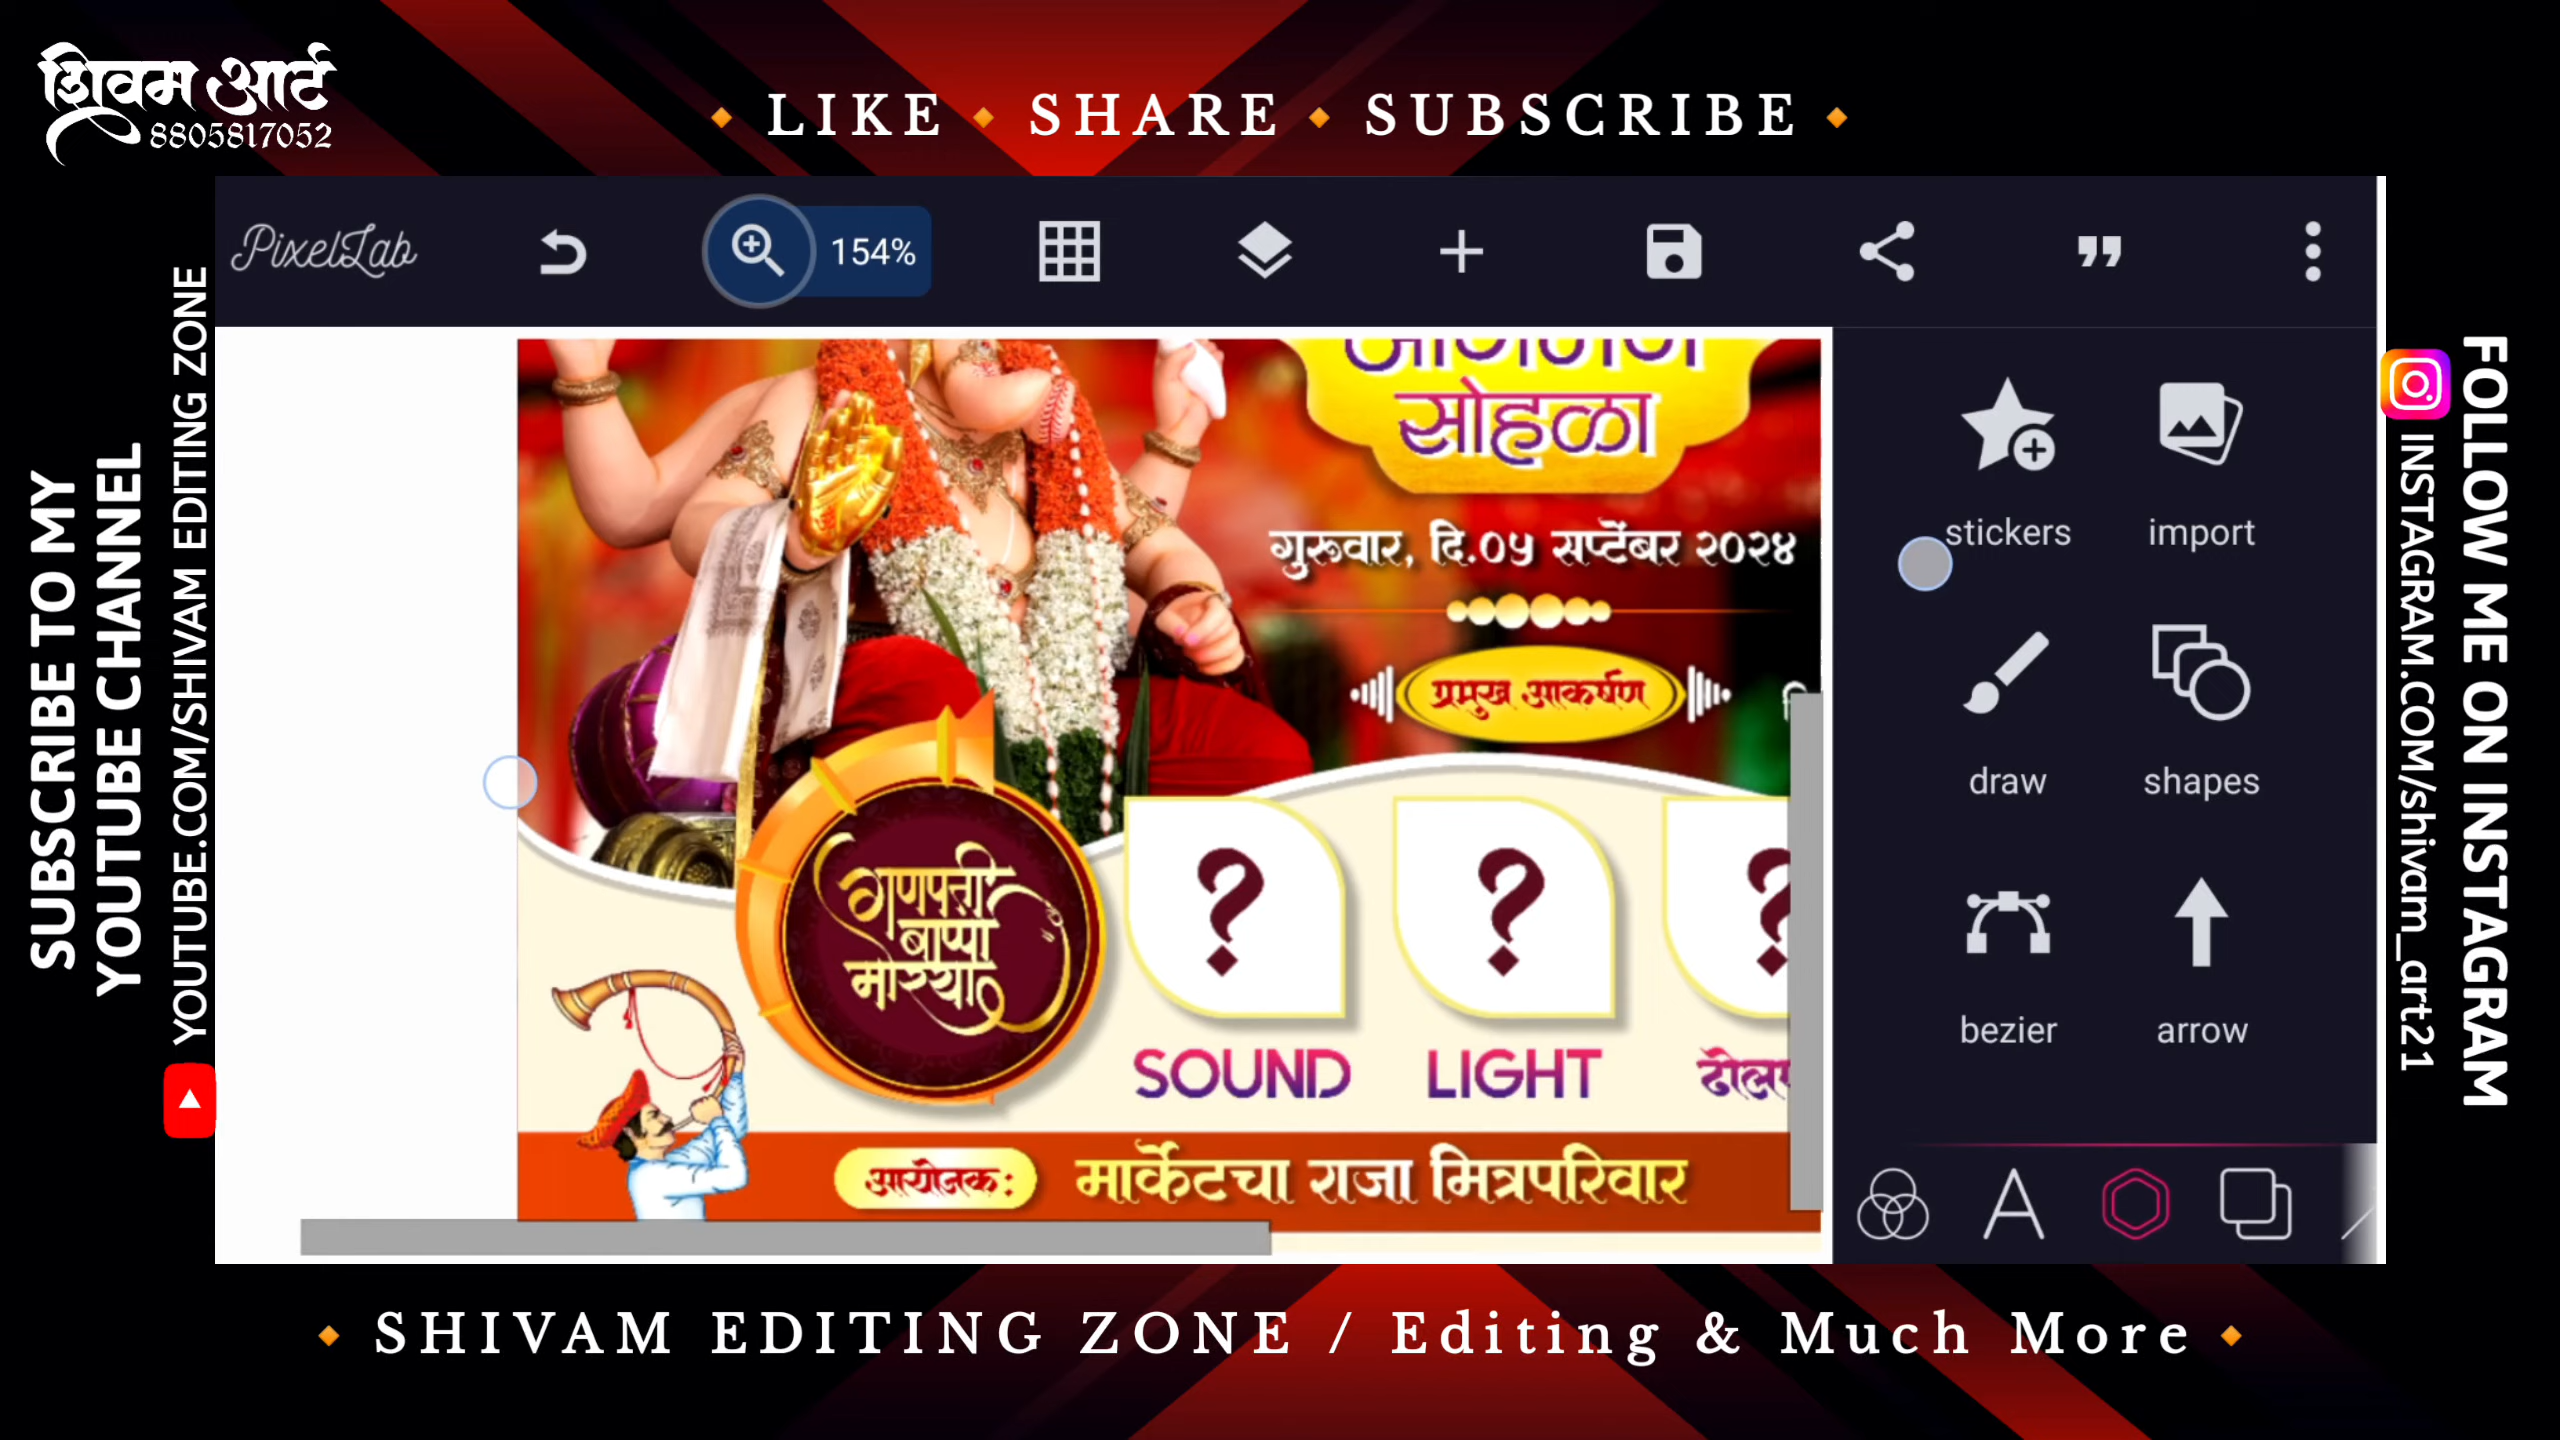 शिवम आर्ट
8805817052
LIKE SHARE SUBSCRIBE
PixelLab
154%
सोहळा
गुरूवार, दि.०५ सप्टेंबर २०२४
प्रमुख आकर्षण
गणपती
बाप्पा
मोरया
?
?
?
SOUND
LIGHT
आयोजक:
मार्केटचा राजा मित्रपरिवार
stickers
import
draw
shapes
bezier
arrow
SUBSCRIBE TO MY
YOUTUBE CHANNEL
YOUTUBE.COM/SHIVAM EDITING ZONE
FOLLOW ME ON INSTAGRAM
INSTAGRAM.COM/shivam_art21
SHIVAM EDITING ZONE / Editing & Much More